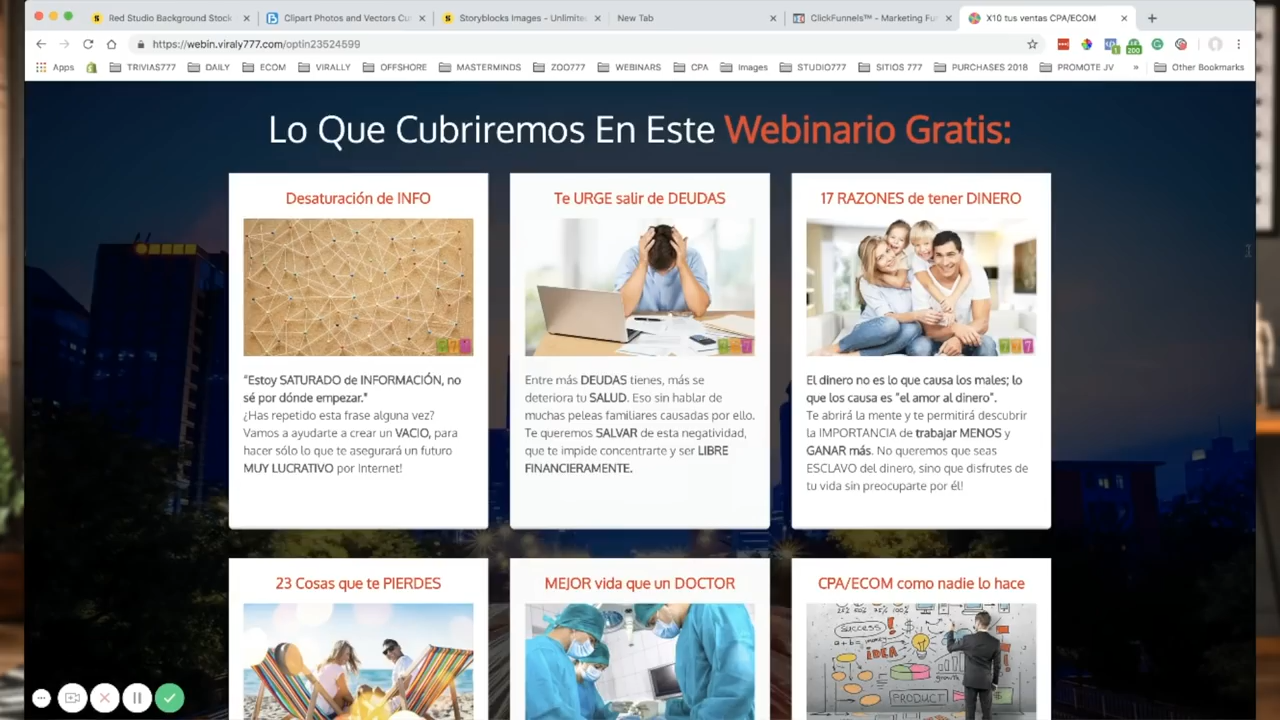 Red Studio Background Stock
Clipart Photos and Vectors Cu
Storyblocks Images - Unlimite
New Tab
ClickFunnels™ - Marketing Fu
X10 tus ventas CPA/ECOM
https://webin.viraly777.com/optin23524599
Apps
TRIVIAS777
DAILY
ECOM
VIRALLY
OFFSHORE
MASTERMINDS
ZOO777
WEBINARS
CPA
Images
STUDIO777
SITIOS 777
PURCHASES 2018
PROMOTE JV
»
Other Bookmarks
Lo Que Cubriremos En Este Webinario Gratis:
Desaturación de INFO
“Estoy SATURADO de INFORMACIÓN, no
sé por dónde empezar.”
¿Has repetido esta frase alguna vez?
Vamos a ayudarte a crear un VACIO, para
hacer sólo lo que te asegurará un futuro
MUY LUCRATIVO por Internet!
Te URGE salir de DEUDAS
Entre más DEUDAS tienes, más se
deteriora tu SALUD. Eso sin hablar de
muchas peleas familiares causadas por ello.
Te queremos SALVAR de esta negatividad,
que te impide concentrarte y ser LIBRE
FINANCIERAMENTE.
17 RAZONES de tener DINERO
El dinero no es lo que causa los males; lo
que los causa es “el amor al dinero”.
Te abrirá la mente y te permitirá descubrir
la IMPORTANCIA de trabajar MENOS y
GANAR más. No queremos que seas
ESCLAVO del dinero, sino que disfrutes de
tu vida sin preocuparte por él!
23 Cosas que te PIERDES
MEJOR vida que un DOCTOR
CPA/ECOM como nadie lo hace
success!
IDEA
growth
PRODUCT